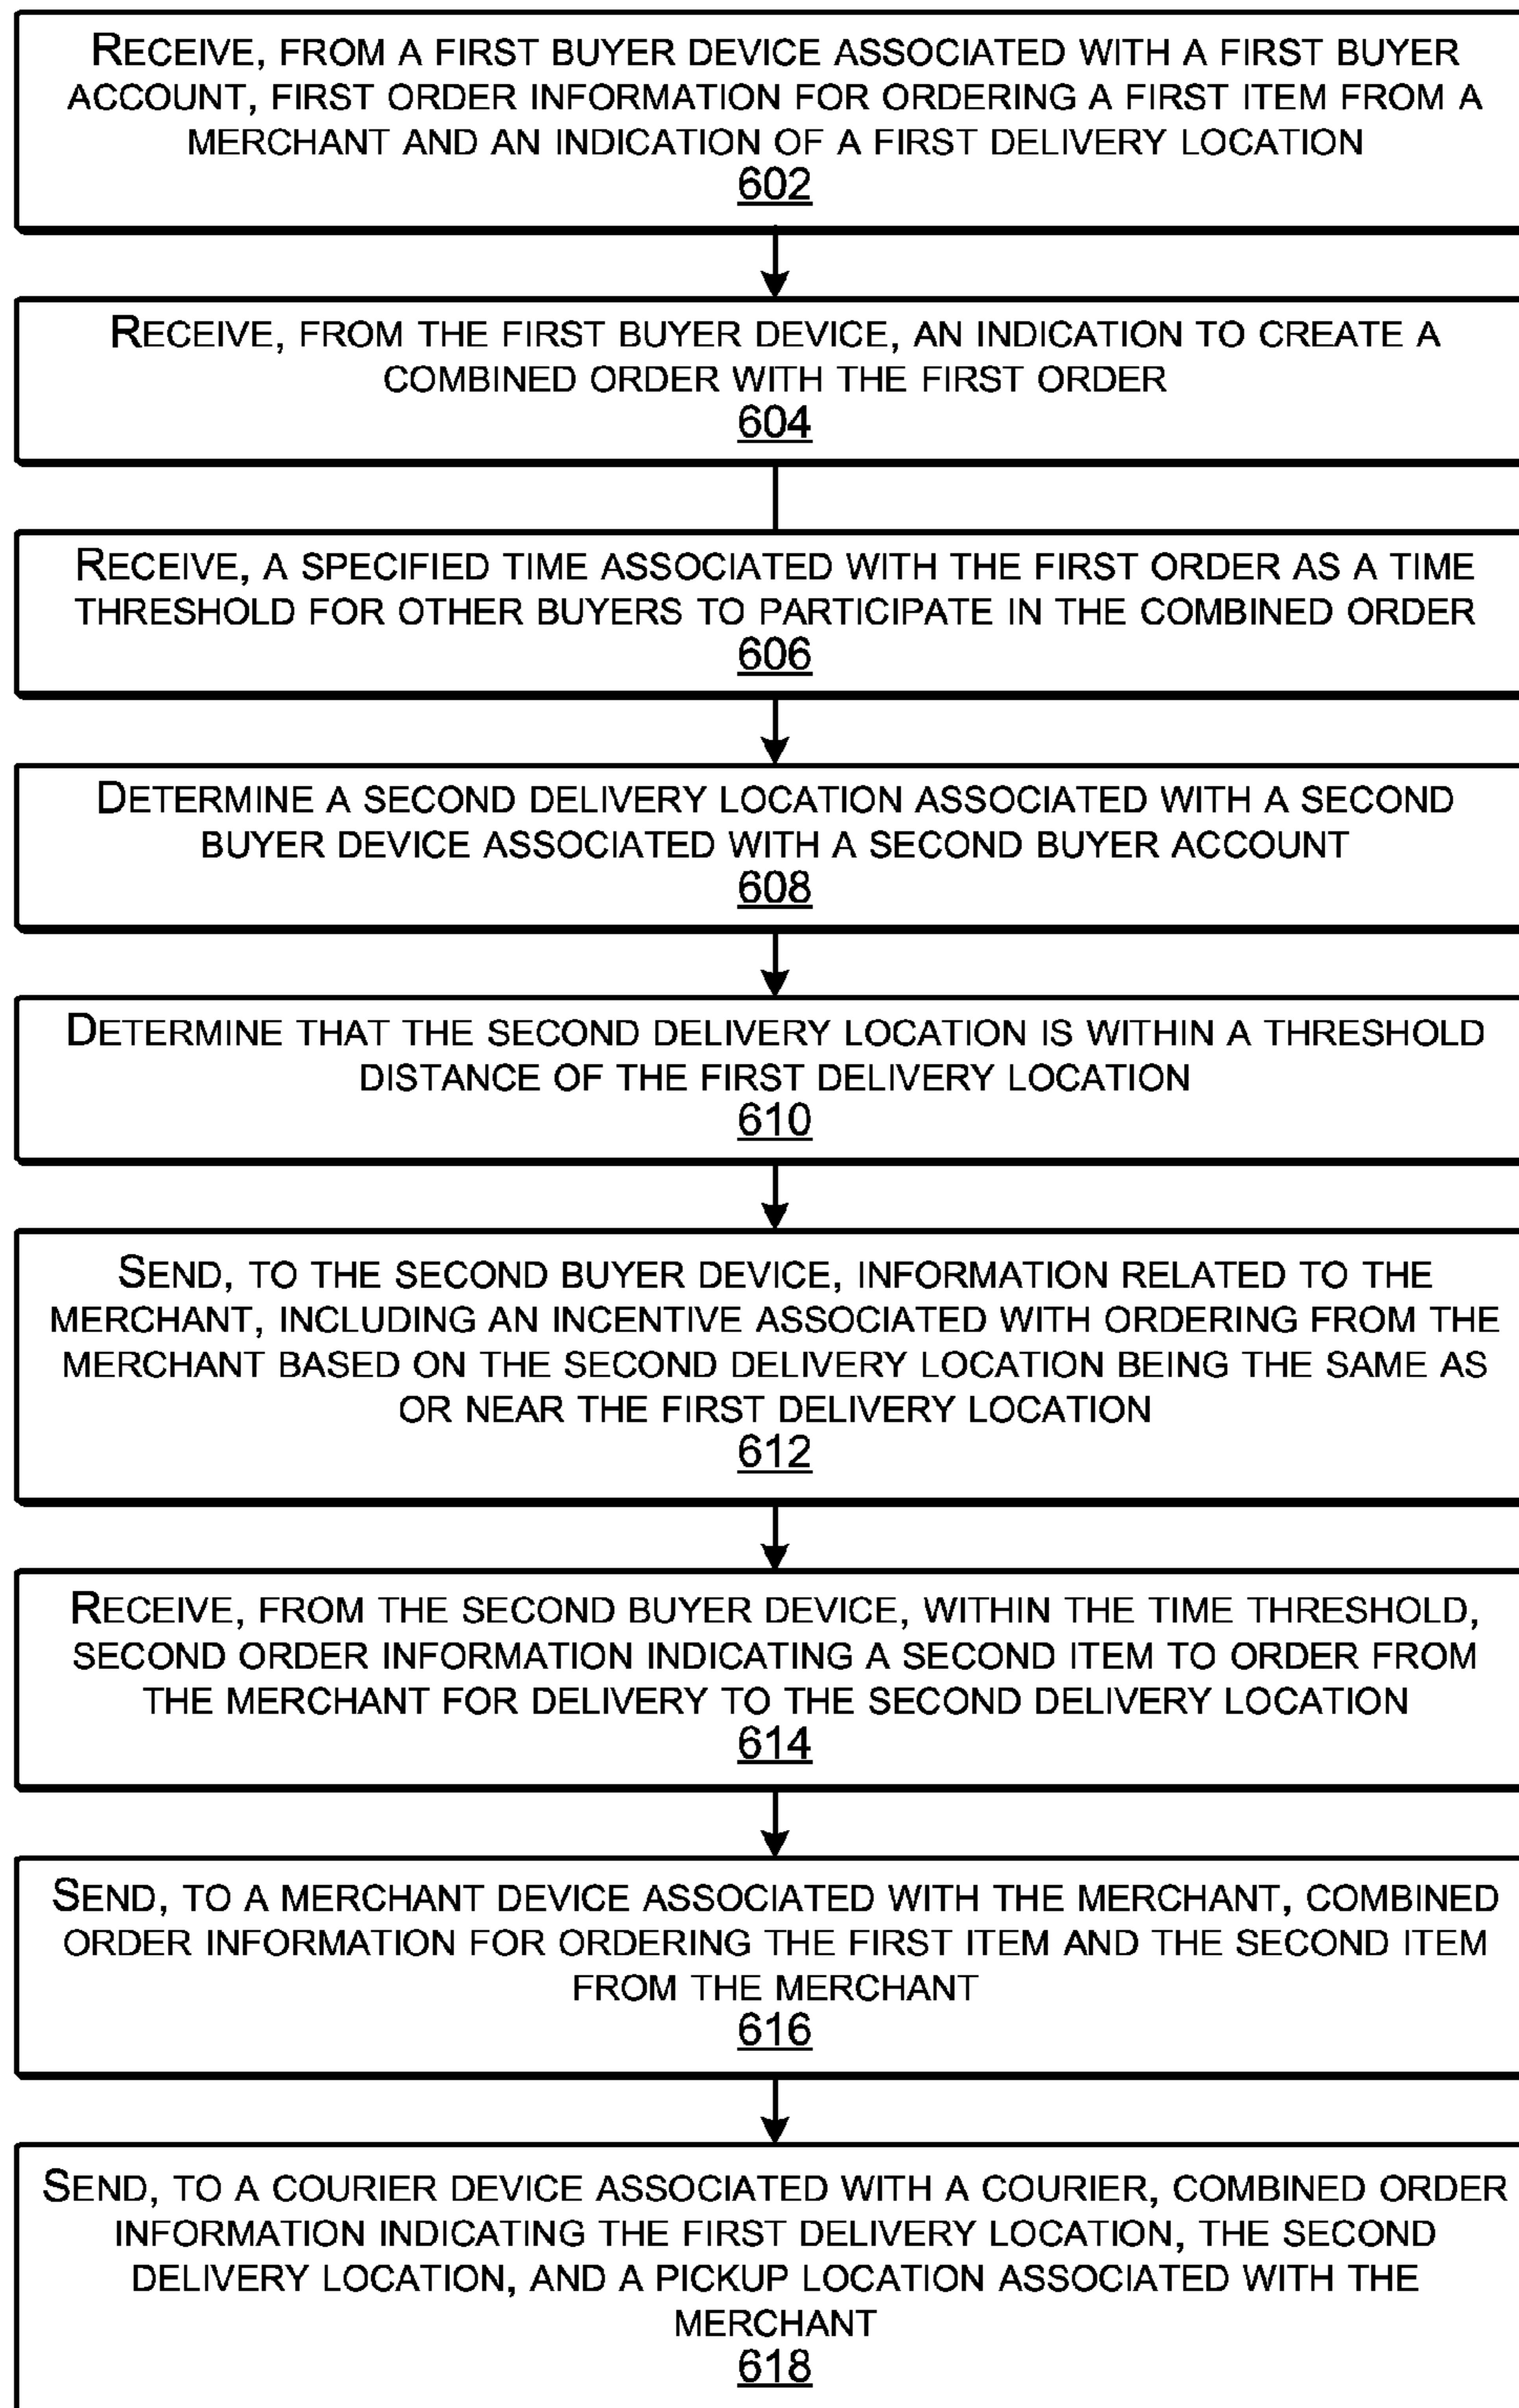 RECEIVE, FROM A FIRST BUYER DEVICE ASSOCIATED WITH A FIRST BUYER
ACCOUNT, FIRST ORDER INFORMATION FOR ORDERING A FIRST ITEM FROM A
MERCHANT AND AN INDICATION OF A FIRST DELIVERY LOCATION
602
RECEIVE, FROM THE FIRST BUYER DEVICE, AN INDICATION TO CREATE A
COMBINED ORDER WITH THE FIRST ORDER
604
RECEIVE, A SPECIFIED TIME ASSOCIATED WITH THE FIRST ORDER AS A TIME
THRESHOLD FOR OTHER BUYERS TO PARTICIPATE IN THE COMBINED ORDER
606
DETERMINE A SECOND DELIVERY LOCATION ASSOCIATED WITH A SECOND
BUYER DEVICE ASSOCIATED WITH A SECOND BUYER ACCOUNT
608
DETERMINE THAT THE SECOND DELIVERY LOCATION IS WITHIN A THRESHOLD
DISTANCE OF THE FIRST DELIVERY LOCATION
610
SEND, TO THE SECOND BUYER DEVICE, INFORMATION RELATED TO THE
MERCHANT, INCLUDING AN INCENTIVE ASSOCIATED WITH ORDERING FROM THE
MERCHANT BASED ON THE SECOND DELIVERY LOCATION BEING THE SAME AS
OR NEAR THE FIRST DELIVERY LOCATION
612
RECEIVE, FROM THE SECOND BUYER DEVICE, WITHIN THE TIME THRESHOLD,
SECOND ORDER INFORMATION INDICATING A SECOND ITEM TO ORDER FROM
THE MERCHANT FOR DELIVERY TO THE SECOND DELIVERY LOCATION
614
SEND, TO A MERCHANT DEVICE ASSOCIATED WITH THE MERCHANT, COMBINED
ORDER INFORMATION FOR ORDERING THE FIRST ITEM AND THE SECOND ITEM
FROM THE MERCHANT
616
SEND, TO A COURIER DEVICE ASSOCIATED WITH A COURIER, COMBINED ORDER
INFORMATION INDICATING THE FIRST DELIVERY LOCATION, THE SECOND
DELIVERY LOCATION, AND A PICKUP LOCATION ASSOCIATED WITH THE
MERCHANT
618